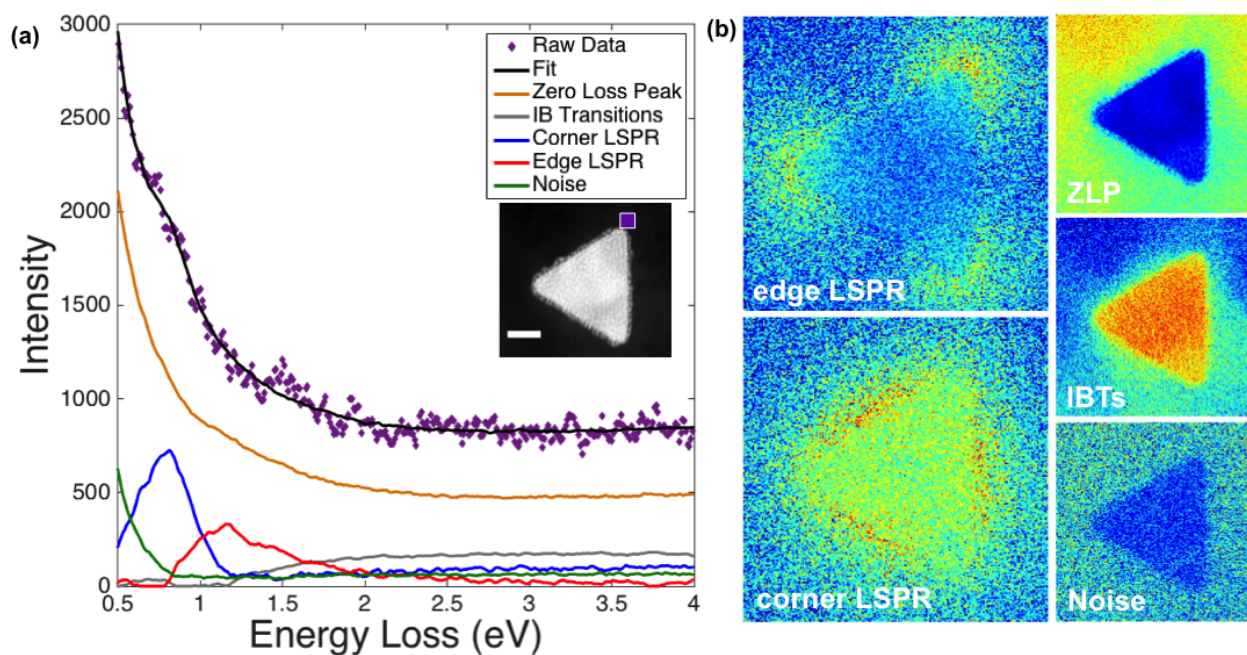 (a)
3000
2500
2000
1500
1000
500
0
Intensity
0.5 1 1.5 2 2.5 3 3.5 4
Energy Loss (eV)
Raw Data
Fit
Zero Loss Peak
IB Transitions
Corner LSPR
Edge LSPR
Noise
(b)
edge LSPR
corner LSPR
ZLP
IBTs
Noise